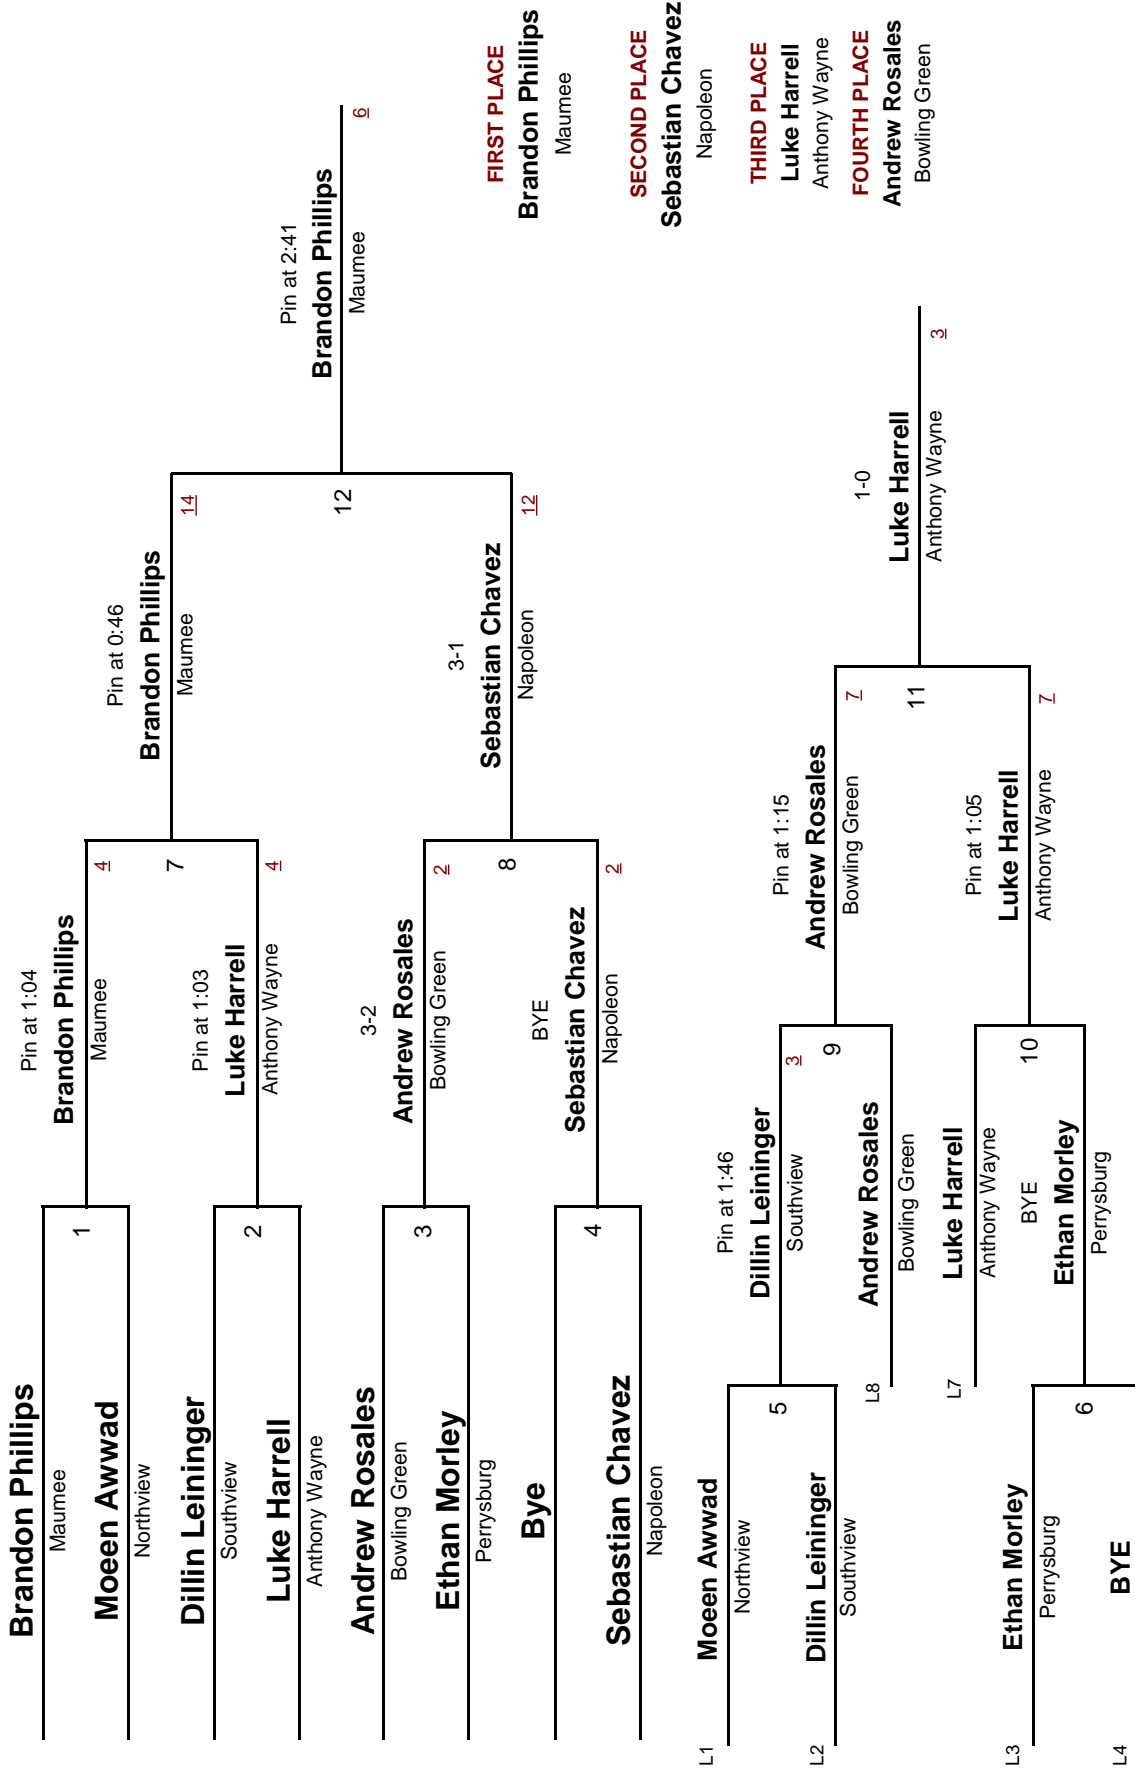 Brandon Phillips
Maumee
1
Moeen Awwad
Northview
Dillin Leininger
Southview
2
Luke Harrell
Anthony Wayne
Andrew Rosales
Bowling Green
3
Ethan Morley
Perrysburg
Bye
4
Sebastian Chavez
Napoleon
Pin at 1:04
Brandon Phillips
Maumee
4
7
Pin at 1:03
Luke Harrell
Anthony Wayne
4
3-2
Andrew Rosales
Bowling Green
2
8
BYE
Sebastian Chavez
Napoleon
2
Pin at 0:46
Brandon Phillips
Maumee
14
12
3-1
Sebastian Chavez
Napoleon
12
Pin at 2:41
Brandon Phillips
Maumee
6
FIRST PLACE
Brandon Phillips
Maumee
SECOND PLACE
Sebastian Chavez
Napoleon
THIRD PLACE
Luke Harrell
Anthony Wayne
FOURTH PLACE
Andrew Rosales
Bowling Green
L1
Moeen Awwad
Northview
5
L2
Dillin Leininger
Southview
L3
Ethan Morley
Perrysburg
6
L4
BYE
Pin at 1:46
Dillin Leininger
Southview
3
9
L8
Andrew Rosales
Bowling Green
L7
Luke Harrell
Anthony Wayne
10
BYE
Ethan Morley
Perrysburg
Pin at 1:15
Andrew Rosales
Bowling Green
7
11
Pin at 1:05
Luke Harrell
Anthony Wayne
7
1-0
Luke Harrell
Anthony Wayne
3